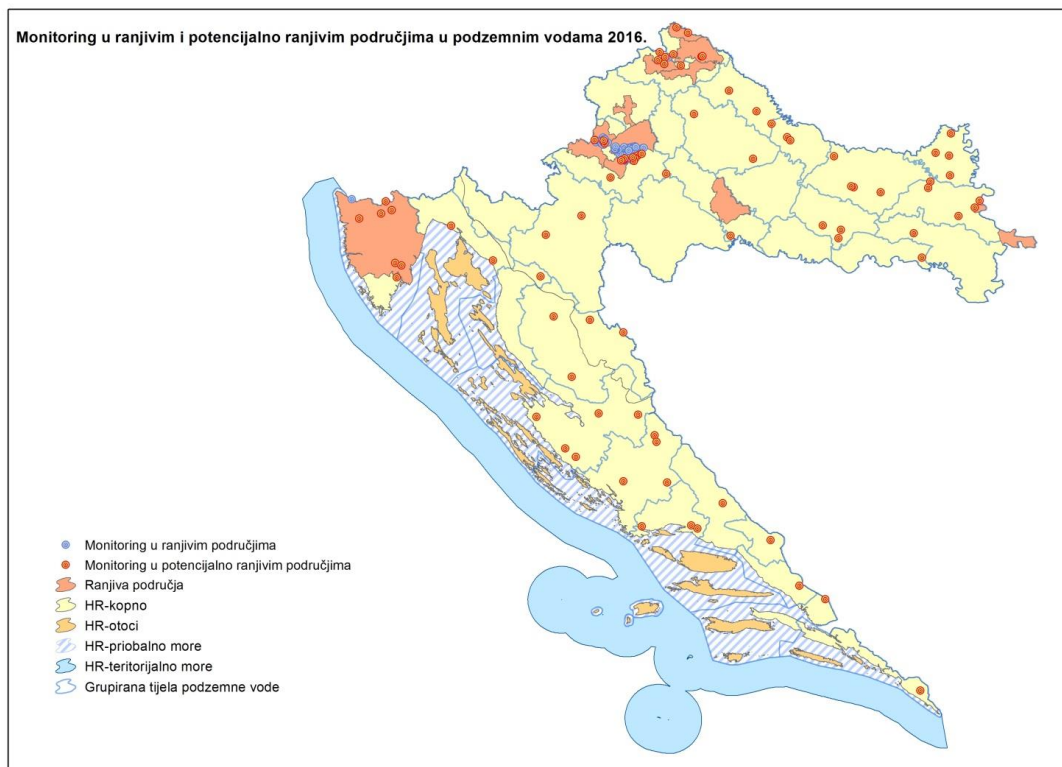 Monitoring u ranjivim i potencijalno ranjivim područjima u podzemnim vodama 2016.
Monitoring u ranjivim područjima
Monitoring u potencijalno ranjivim područjima
Ranjiva područja
HR-kopno
HR-otoci
HR-priobalno more
HR-teritorijalno more
Grupirana tijela podzemne vode